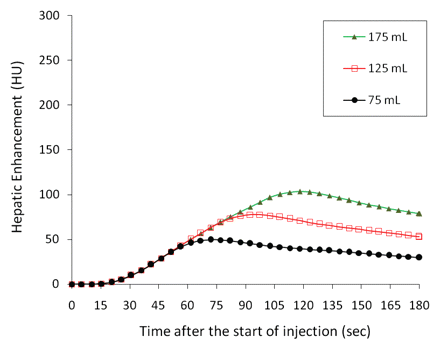 300
250
200
150
100
50
0
Hepatic Enhancement (HU)
175 mL
125 mL
75 mL
0 15 30 45 60 75 90 105 120 135 150 165 180
Time after the start of injection (sec)